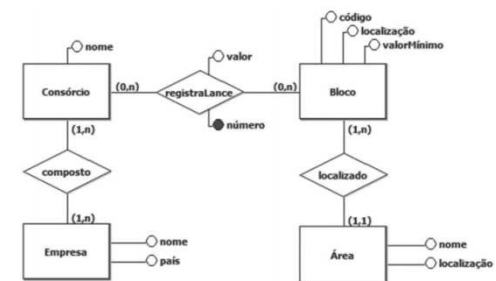 código
localização
valorMínimo
nome
valor
Consórcio
(0,n)
registraLance
(0,n)
Bloco
número
(1,n)
(1,n)
composto
localizado
(1,n)
(1,1)
Empresa
nome
país
Área
nome
localização